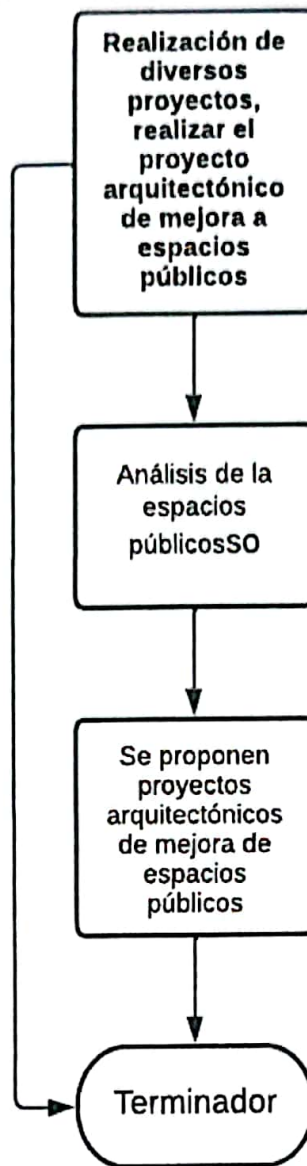 Realización de
diversos
proyectos,
realizar el
proyecto
arquitectónico
de mejora a
espacios
públicos
Análisis de la
espacios
públicosSO
Se proponen
proyectos
arquitectónicos
de mejora de
espacios
públicos
Terminador